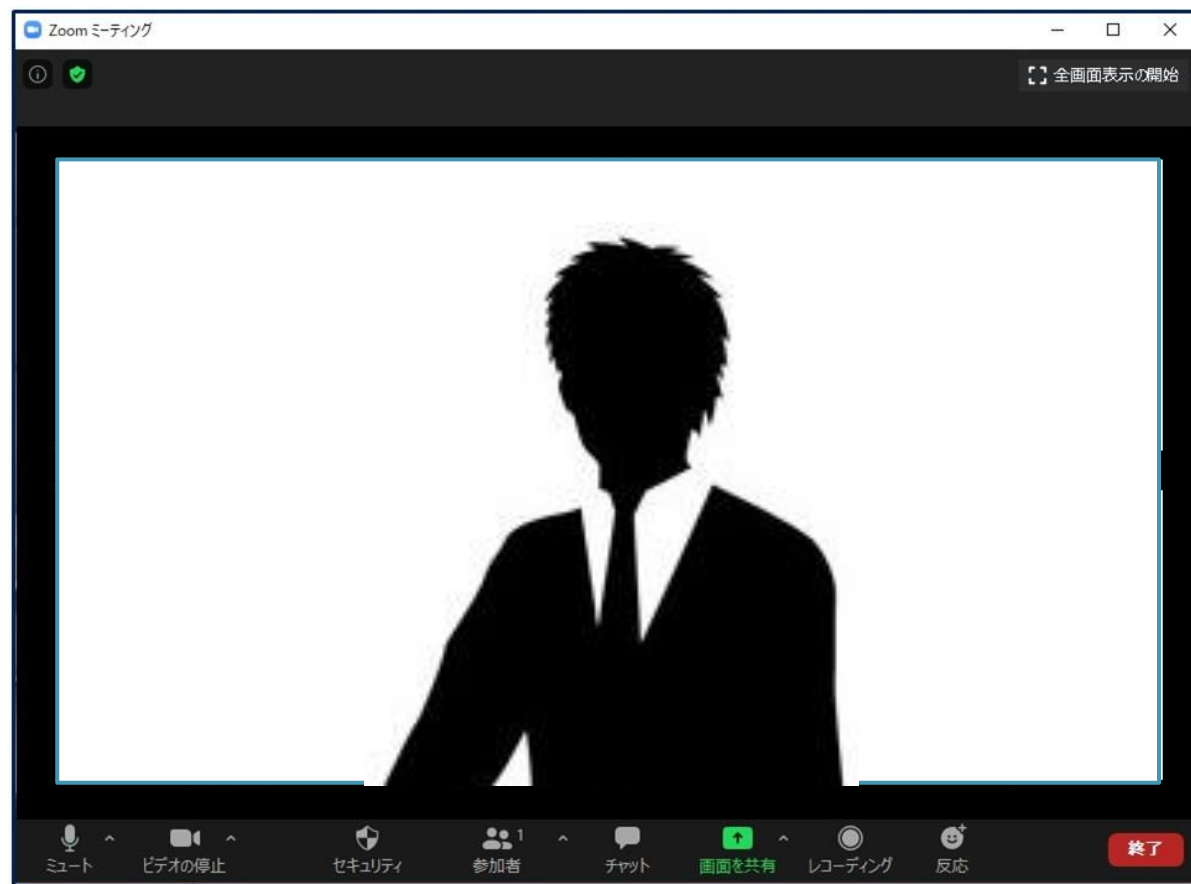 Zoom ミーティング
全画面表示の開始
ミュート
ビデオの停止
セキュリティ
参加者 1
チャット
画面を共有
レコーディング
反応
終了